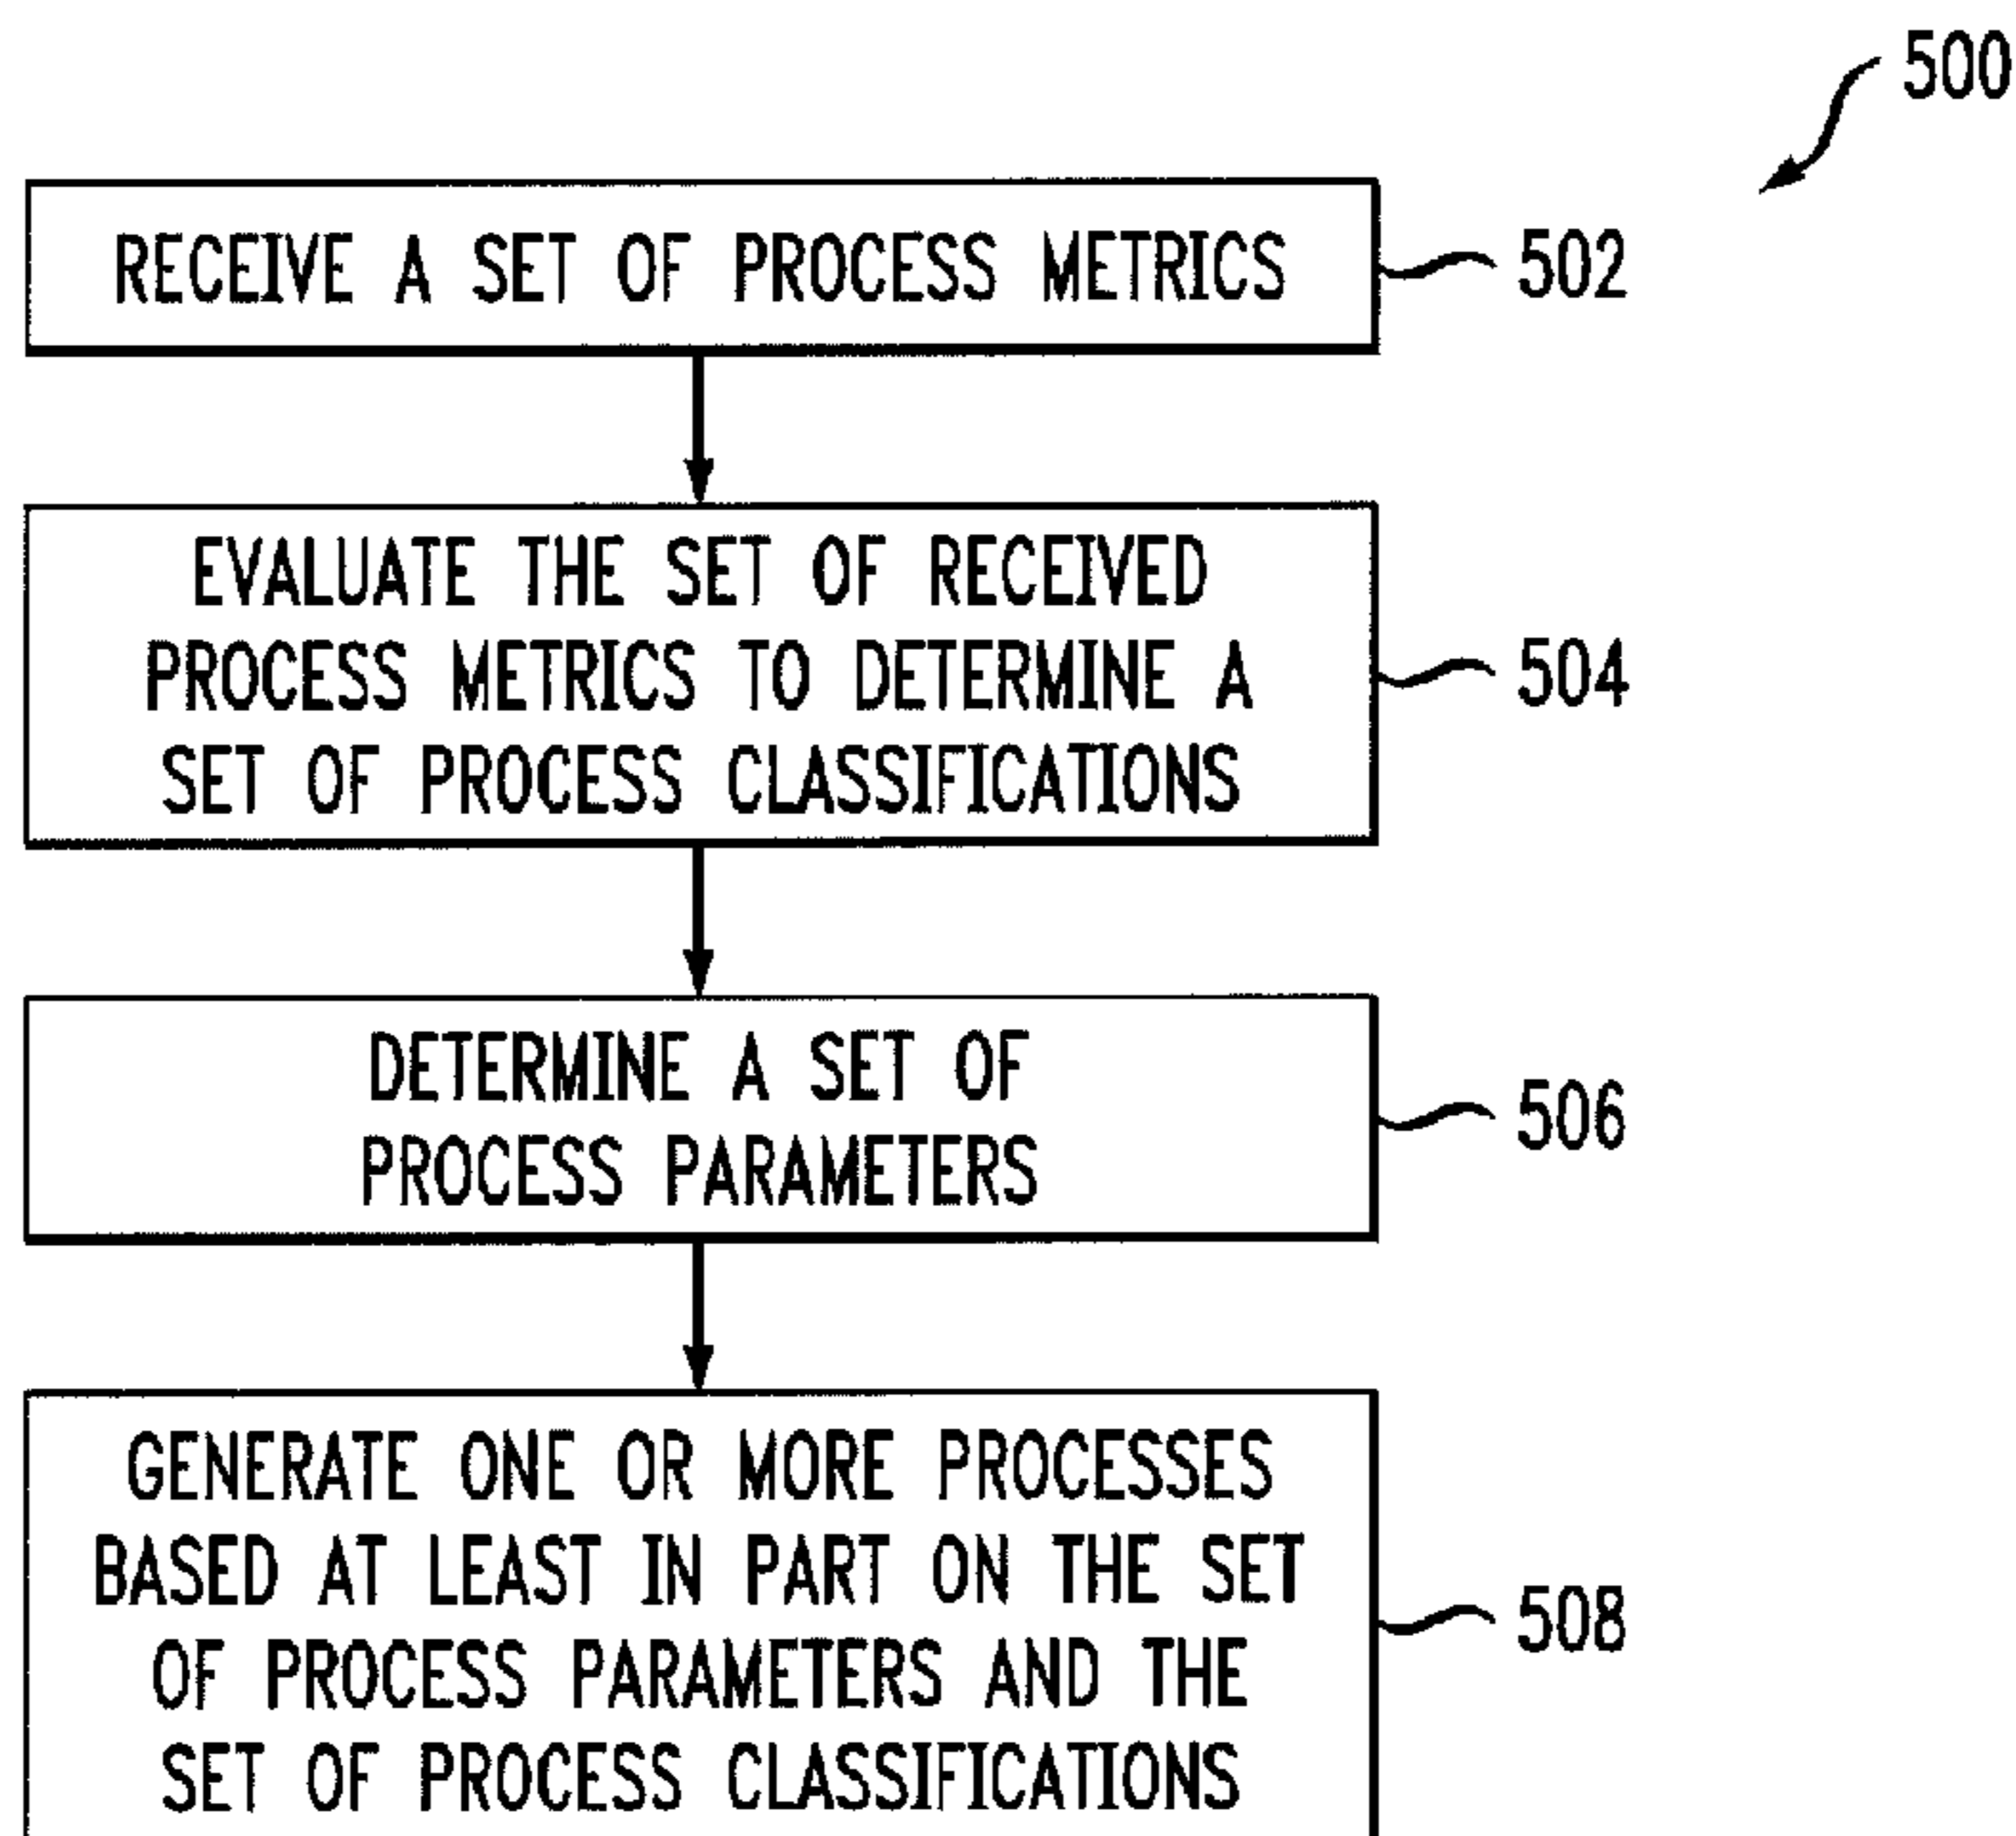 500
RECEIVE A SET OF PROCESS METRICS
502
EVALUATE THE SET OF RECEIVED
PROCESS METRICS TO DETERMINE A
SET OF PROCESS CLASSIFICATIONS
504
DETERMINE A SET OF
PROCESS PARAMETERS
506
GENERATE ONE OR MORE PROCESSES
BASED AT LEAST IN PART ON THE SET
OF PROCESS PARAMETERS AND THE
SET OF PROCESS CLASSIFICATIONS
508